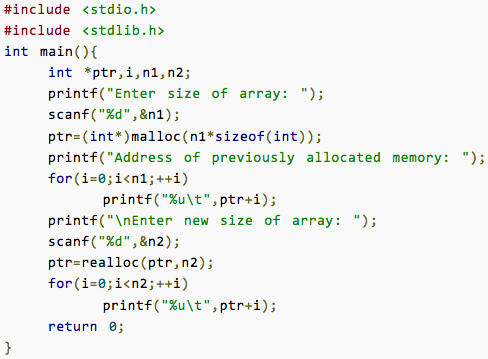 #include <stdio.h>
#include <stdlib.h>
int main(){
int *ptr,i,n1,n2;
printf("Enter size of array: ");
scanf("%d",&n1);
ptr=(int*)malloc(n1*sizeof(int));
printf("Address of previously allocated memory: ");
for(i=0;i<n1;++i)
printf("%u\t",ptr+i);
printf("\nEnter new size of array: ");
scanf("%d",&n2);
ptr=realloc(ptr,n2);
for(i=0;i<n2;++i)
printf("%u\t",ptr+i);
return 0;
}